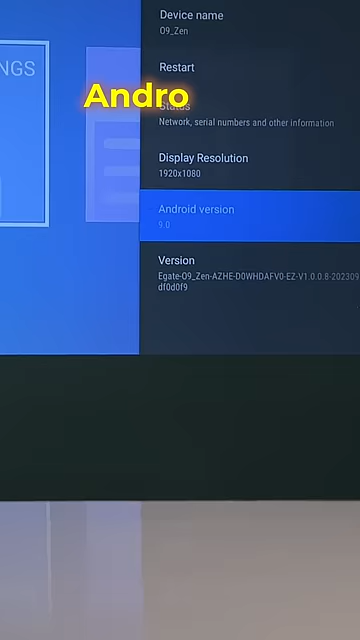 Device name
O9_Zen
NGS
Restart
Andro
Status
Network, serial numbers and other information
Display Resolution
1920x1080
Android version
9.0
Version
Egate-O9_Zen-AZHE-D0WHDAFV0-EZ-V1.0.0.8-202309
df0d0f9